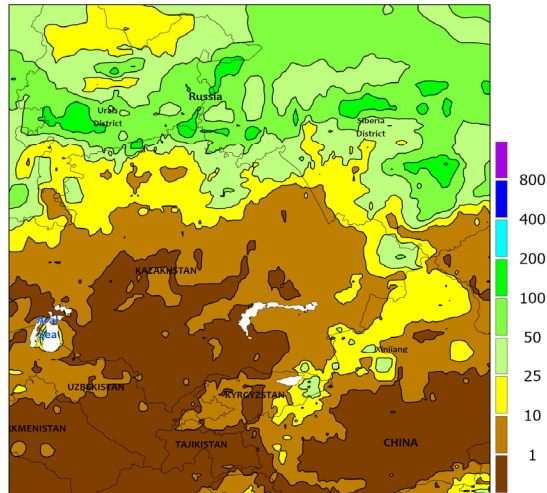 Russia
Urals
District
Siberia
District
KAZAKHSTAN
Aral
Sea
Xinjiang
UZBEKISTAN
KYRGYZSTAN
RKMENISTAN
TAJIKISTAN
CHINA
800
400
200
100
50
25
10
1